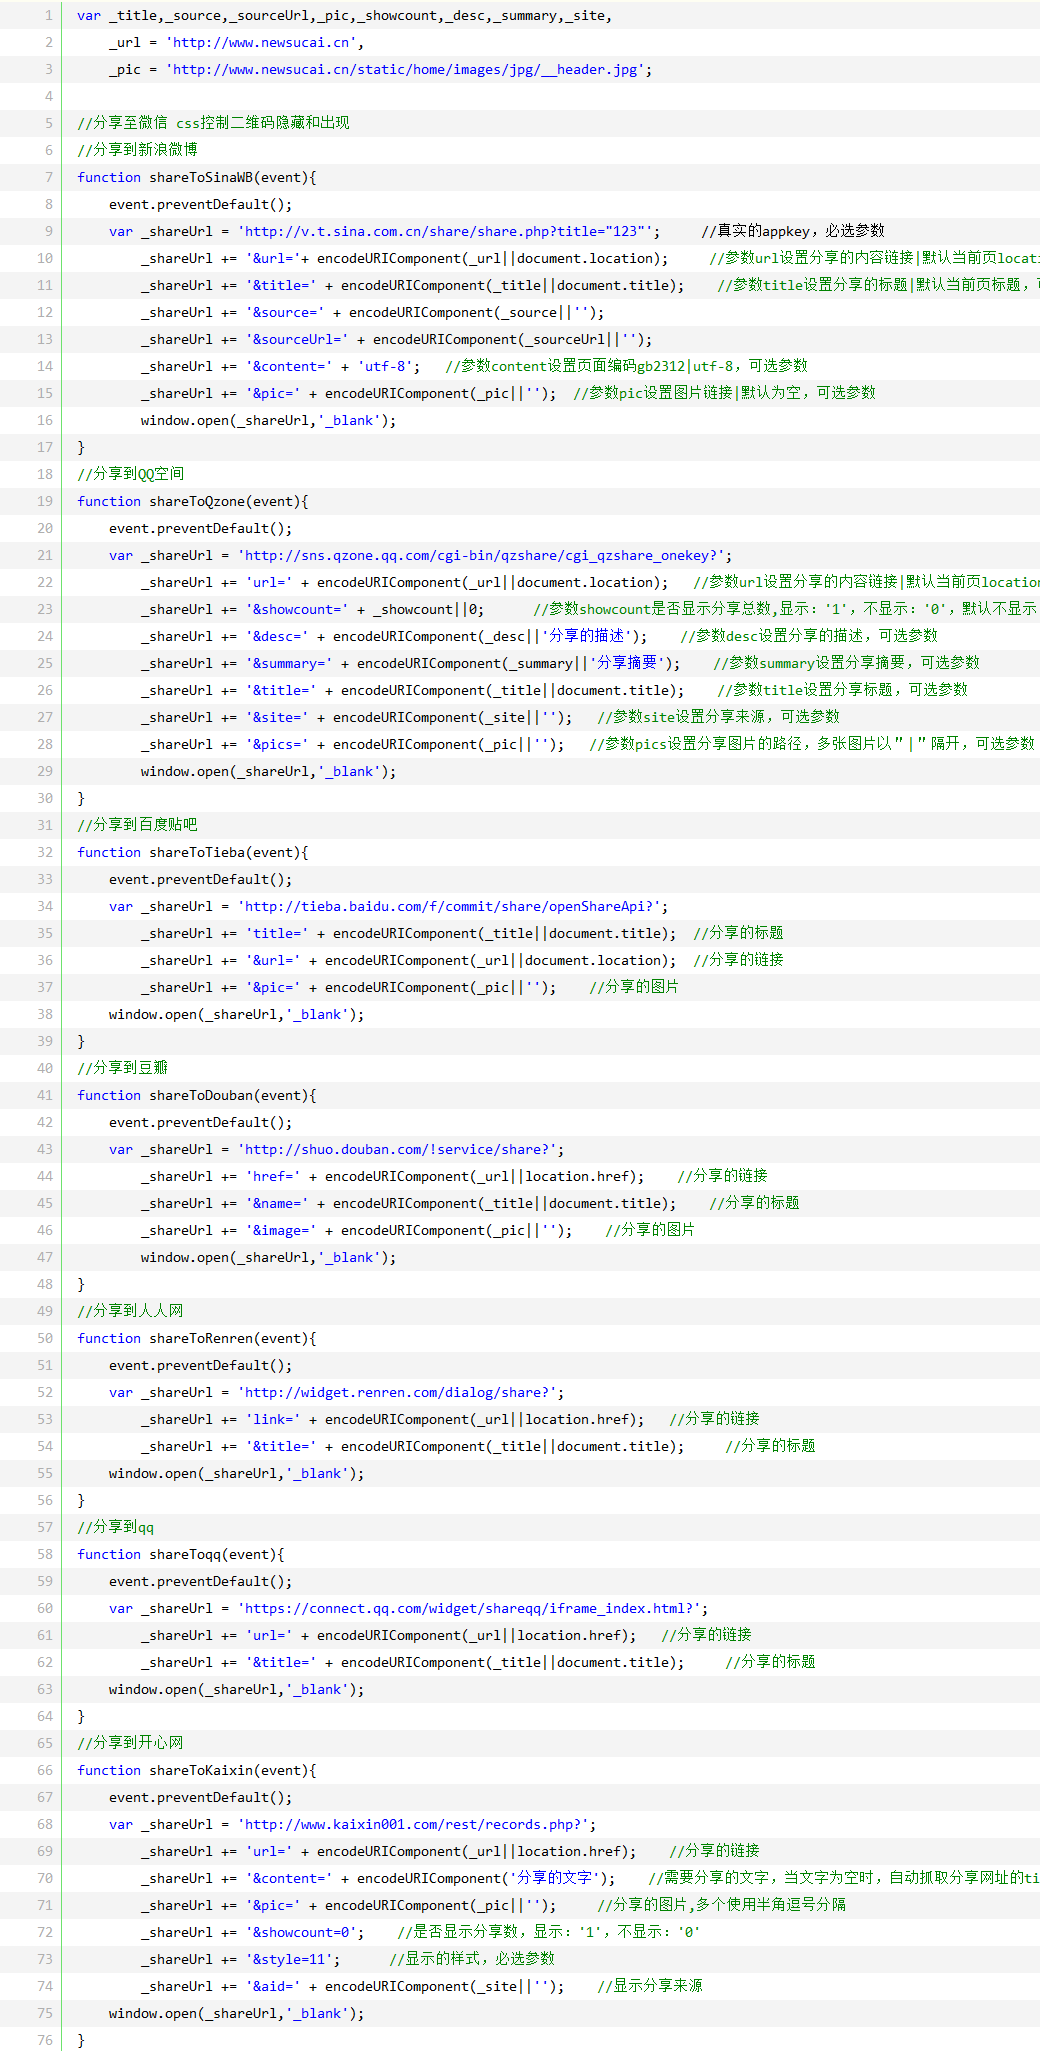 1 var _title,_source,_sourceUrl,_pic,_showcount,_desc,_summary,_site,
2 _url = 'http://www.newsucai.cn',
3 _pic = 'http://www.newsucai.cn/static/home/images/jpg/__header.jpg';
4
5 //分享至微信 css控制二维码隐藏和出现
6 //分享到新浪微博
7 function shareToSinaWB(event){
8 event.preventDefault();
9 var _shareUrl = 'http://v.t.sina.com.cn/share/share.php?title="123"'; //真实的appkey，必选参数
10 _shareUrl += '&url='+ encodeURIComponent(_url||document.location); //参数url设置分享的内容链接|默认当前页locati
11 _shareUrl += '&title=' + encodeURIComponent(_title||document.title); //参数title设置分享的标题|默认当前页标题，
12 _shareUrl += '&source=' + encodeURIComponent(_source||'');
13 _shareUrl += '&sourceUrl=' + encodeURIComponent(_sourceUrl||'');
14 _shareUrl += '&content=' + 'utf-8'; //参数content设置页面编码gb2312|utf-8，可选参数
15 _shareUrl += '&pic=' + encodeURIComponent(_pic||''); //参数pic设置图片链接|默认为空，可选参数
16 window.open(_shareUrl,'_blank');
17 }
18 //分享到QQ空间
19 function shareToQzone(event){
20 event.preventDefault();
21 var _shareUrl = 'http://sns.qzone.qq.com/cgi-bin/qzshare/cgi_qzshare_onekey?';
22 _shareUrl += 'url=' + encodeURIComponent(_url||document.location); //参数url设置分享的内容链接|默认当前页location
23 _shareUrl += '&showcount=' + _showcount||0; //参数showcount是否显示分享总数,显示：'1'，不显示：'0'，默认不显示
24 _shareUrl += '&desc=' + encodeURIComponent(_desc||'分享的描述'); //参数desc设置分享的描述，可选参数
25 _shareUrl += '&summary=' + encodeURIComponent(_summary||'分享摘要'); //参数summary设置分享摘要，可选参数
26 _shareUrl += '&title=' + encodeURIComponent(_title||document.title); //参数title设置分享标题，可选参数
27 _shareUrl += '&site=' + encodeURIComponent(_site||''); //参数site设置分享来源，可选参数
28 _shareUrl += '&pics=' + encodeURIComponent(_pic||''); //参数pics设置分享图片的路径，多张图片以＂|＂隔开，可选参数
29 window.open(_shareUrl,'_blank');
30 }
31 //分享到百度贴吧
32 function shareToTieba(event){
33 event.preventDefault();
34 var _shareUrl = 'http://tieba.baidu.com/f/commit/share/openShareApi?';
35 _shareUrl += 'title=' + encodeURIComponent(_title||document.title); //分享的标题
36 _shareUrl += '&url=' + encodeURIComponent(_url||document.location); //分享的链接
37 _shareUrl += '&pic=' + encodeURIComponent(_pic||''); //分享的图片
38 window.open(_shareUrl,'_blank');
39 }
40 //分享到豆瓣
41 function shareToDouban(event){
42 event.preventDefault();
43 var _shareUrl = 'http://shuo.douban.com/!service/share?';
44 _shareUrl += 'href=' + encodeURIComponent(_url||location.href); //分享的链接
45 _shareUrl += '&name=' + encodeURIComponent(_title||document.title); //分享的标题
46 _shareUrl += '&image=' + encodeURIComponent(_pic||''); //分享的图片
47 window.open(_shareUrl,'_blank');
48 }
49 //分享到人人网
50 function shareToRenren(event){
51 event.preventDefault();
52 var _shareUrl = 'http://widget.renren.com/dialog/share?';
53 _shareUrl += 'link=' + encodeURIComponent(_url||location.href); //分享的链接
54 _shareUrl += '&title=' + encodeURIComponent(_title||document.title); //分享的标题
55 window.open(_shareUrl,'_blank');
56 }
57 //分享到qq
58 function shareToqq(event){
59 event.preventDefault();
60 var _shareUrl = 'https://connect.qq.com/widget/shareqq/iframe_index.html?';
61 _shareUrl += 'url=' + encodeURIComponent(_url||location.href); //分享的链接
62 _shareUrl += '&title=' + encodeURIComponent(_title||document.title); //分享的标题
63 window.open(_shareUrl,'_blank');
64 }
65 //分享到开心网
66 function shareToKaixin(event){
67 event.preventDefault();
68 var _shareUrl = 'http://www.kaixin001.com/rest/records.php?';
69 _shareUrl += 'url=' + encodeURIComponent(_url||location.href); //分享的链接
70 _shareUrl += '&content=' + encodeURIComponent('分享的文字'); //需要分享的文字，当文字为空时，自动抓取分享网址的ti
71 _shareUrl += '&pic=' + encodeURIComponent(_pic||''); //分享的图片,多个使用半角逗号分隔
72 _shareUrl += '&showcount=0'; //是否显示分享数，显示：'1'，不显示：'0'
73 _shareUrl += '&style=11'; //显示的样式，必选参数
74 _shareUrl += '&aid=' + encodeURIComponent(_site||''); //显示分享来源
75 window.open(_shareUrl,'_blank');
76 }